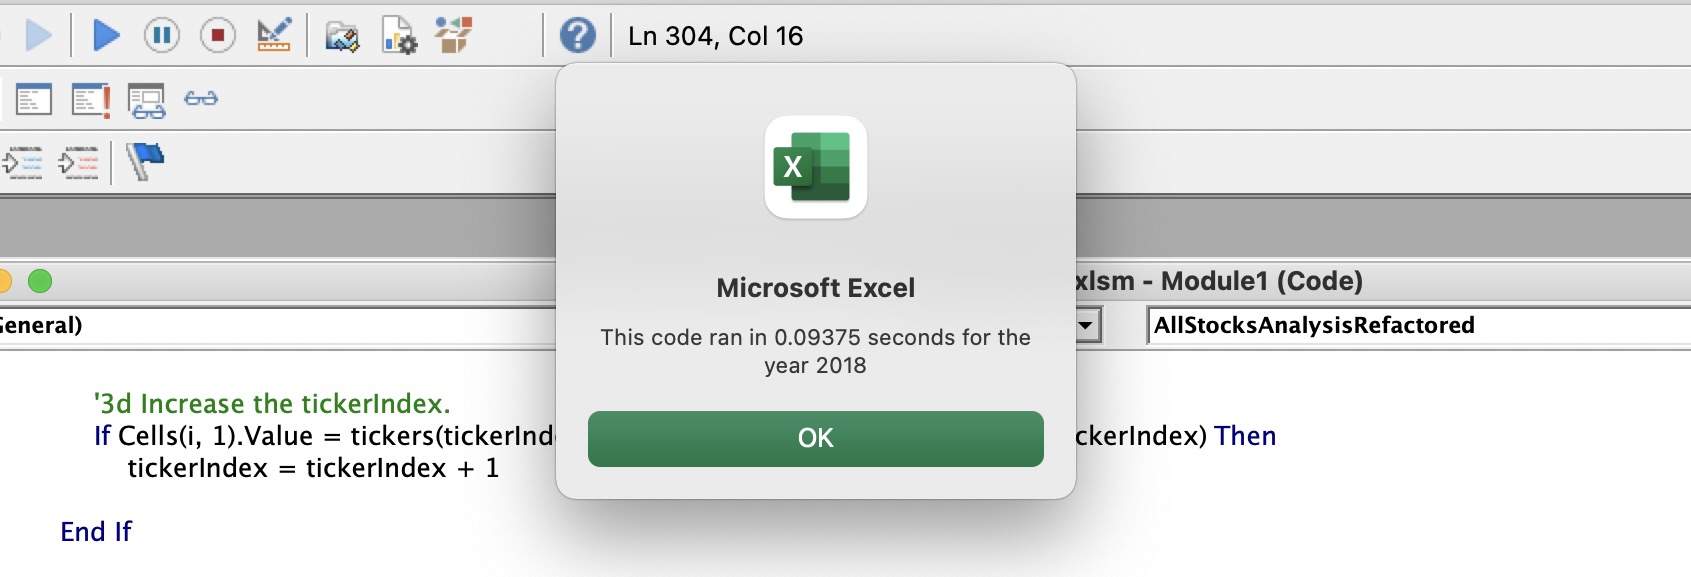 Ln 304, Col 16
X
Microsoft Excel
This code ran in 0.09375 seconds for the
year 2018
OK
xlsm - Module1 (Code)
General)
AllStocksAnalysisRefactored
'3d Increase the tickerIndex.
If Cells(i, 1).Value = tickers(tickerInd ckerIndex) Then
tickerIndex = tickerIndex + 1
End If